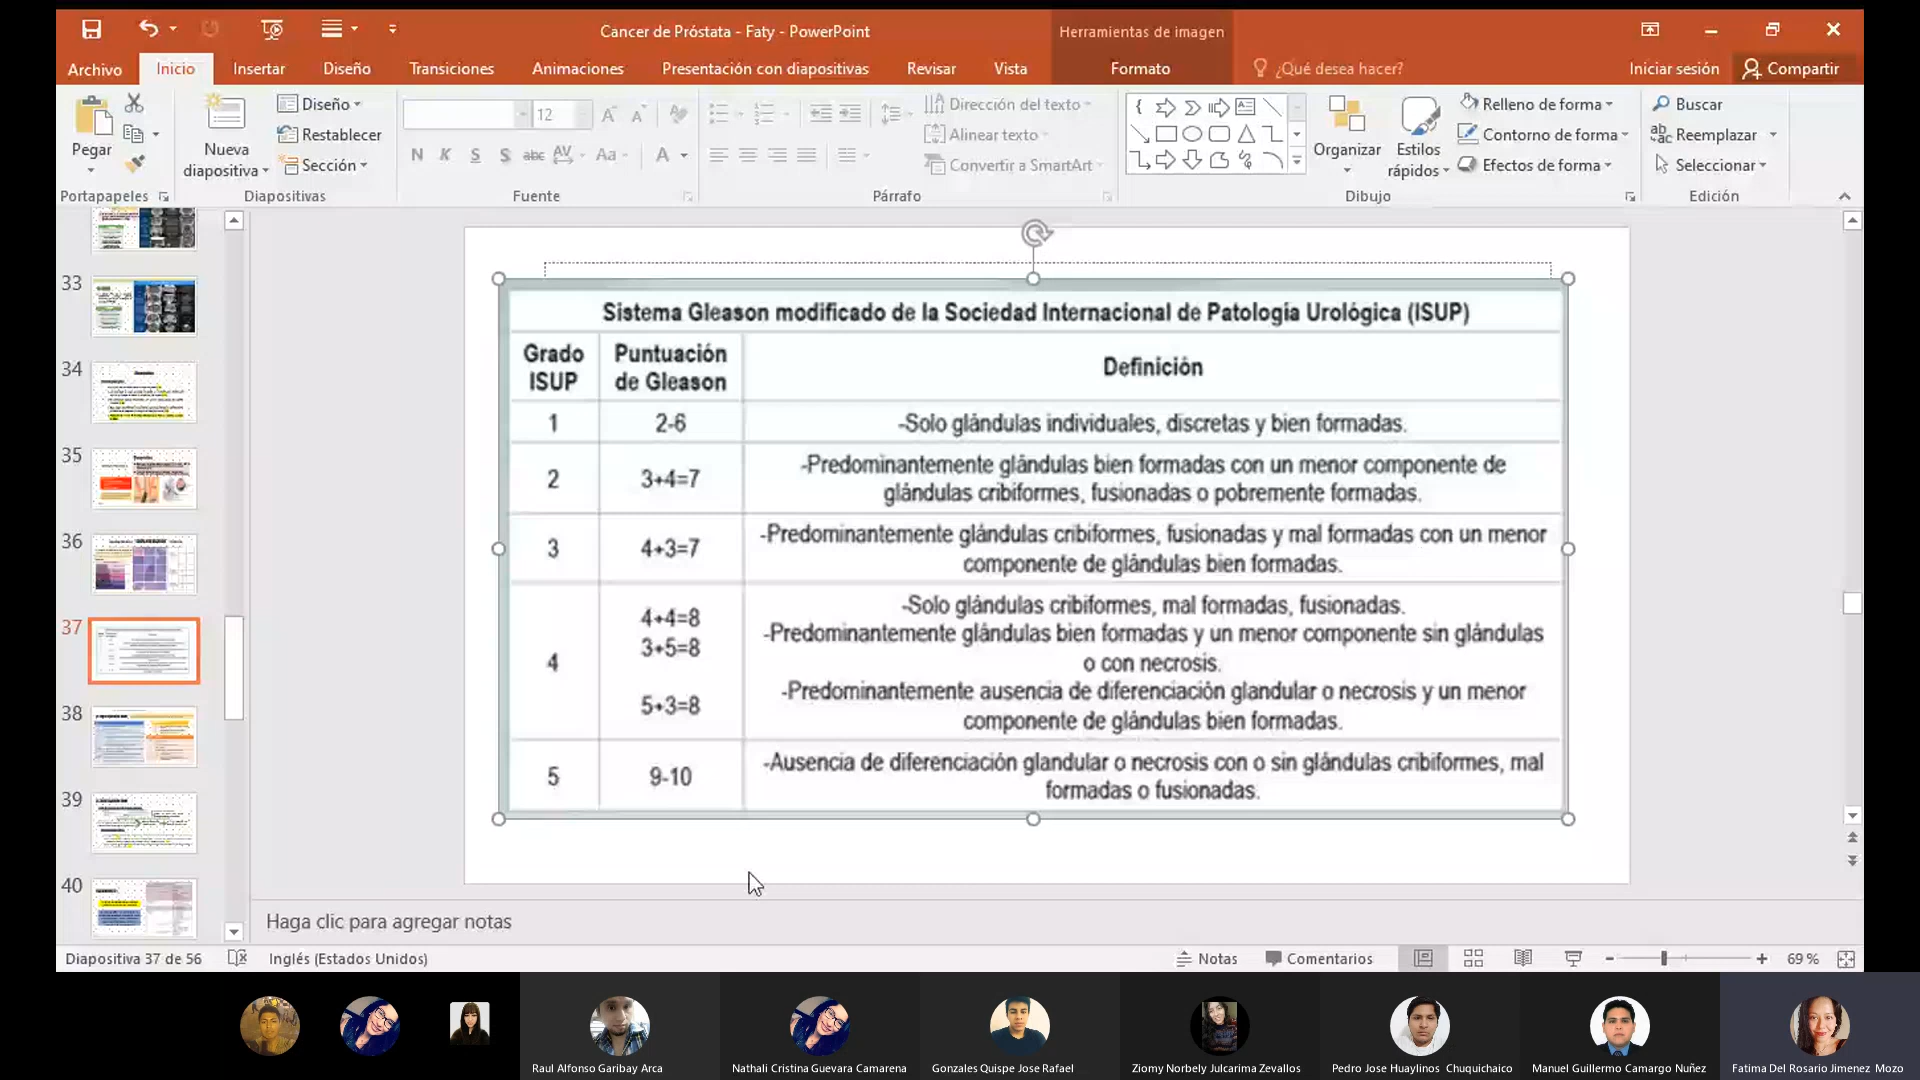 Cancer de Próstata - Faty - PowerPoint
Herramientas de imagen
Archivo
Inicio
Insertar
Diseño
Transiciones
Animaciones
Presentación con diapositivas
Revisar
Vista
Formato
¿Qué desea hacer?
Iniciar sesión
Compartir
Pegar
Portapapeles
Nueva
diapositiva
Diseño
Restablecer
Sección
Diapositivas
12
N K S S abc AV Aa A
Fuente
Dirección del texto
Alinear texto
Convertir a SmartArt
Párrafo
Organizar
Estilos
rápidos
Relleno de forma
Contorno de forma
Efectos de forma
Dibujo
Buscar
Reemplazar
Seleccionar
Edición
33
34
35
36
37
38
39
40
Sistema Gleason modificado de la Sociedad Internacional de Patología Urológica (ISUP)
Grado
ISUP
Puntuación
de Gleason
Definición
1
2-6
-Solo glándulas individuales, discretas y bien formadas.
2
3+4=7
-Predominantemente glándulas bien formadas con un menor componente de
glándulas cribiformes, fusionadas o pobremente formadas.
3
4+3=7
-Predominantemente glándulas cribiformes, fusionadas y mal formadas con un menor
componente de glándulas bien formadas.
4
4+4=8
3+5=8
5+3=8
-Solo glándulas cribiformes, mal formadas, fusionadas.
-Predominantemente glándulas bien formadas y un menor componente sin glándulas
o con necrosis.
-Predominantemente ausencia de diferenciación glandular o necrosis y un menor
componente de glándulas bien formadas.
5
9-10
-Ausencia de diferenciación glandular o necrosis con o sin glándulas cribiformes, mal
formadas o fusionadas.
Haga clic para agregar notas
Diapositiva 37 de 56
Inglés (Estados Unidos)
Notas
Comentarios
69 %
Raul Alfonso Garibay Arca
Nathali Cristina Guevara Camarena
Gonzales Quispe Jose Rafael
Ziomy Norbely Julcarima Zevallos
Pedro Jose Huaylinos Chuquichaico
Manuel Guillermo Camargo Nuñez
Fatima Del Rosario Jimenez Mozo